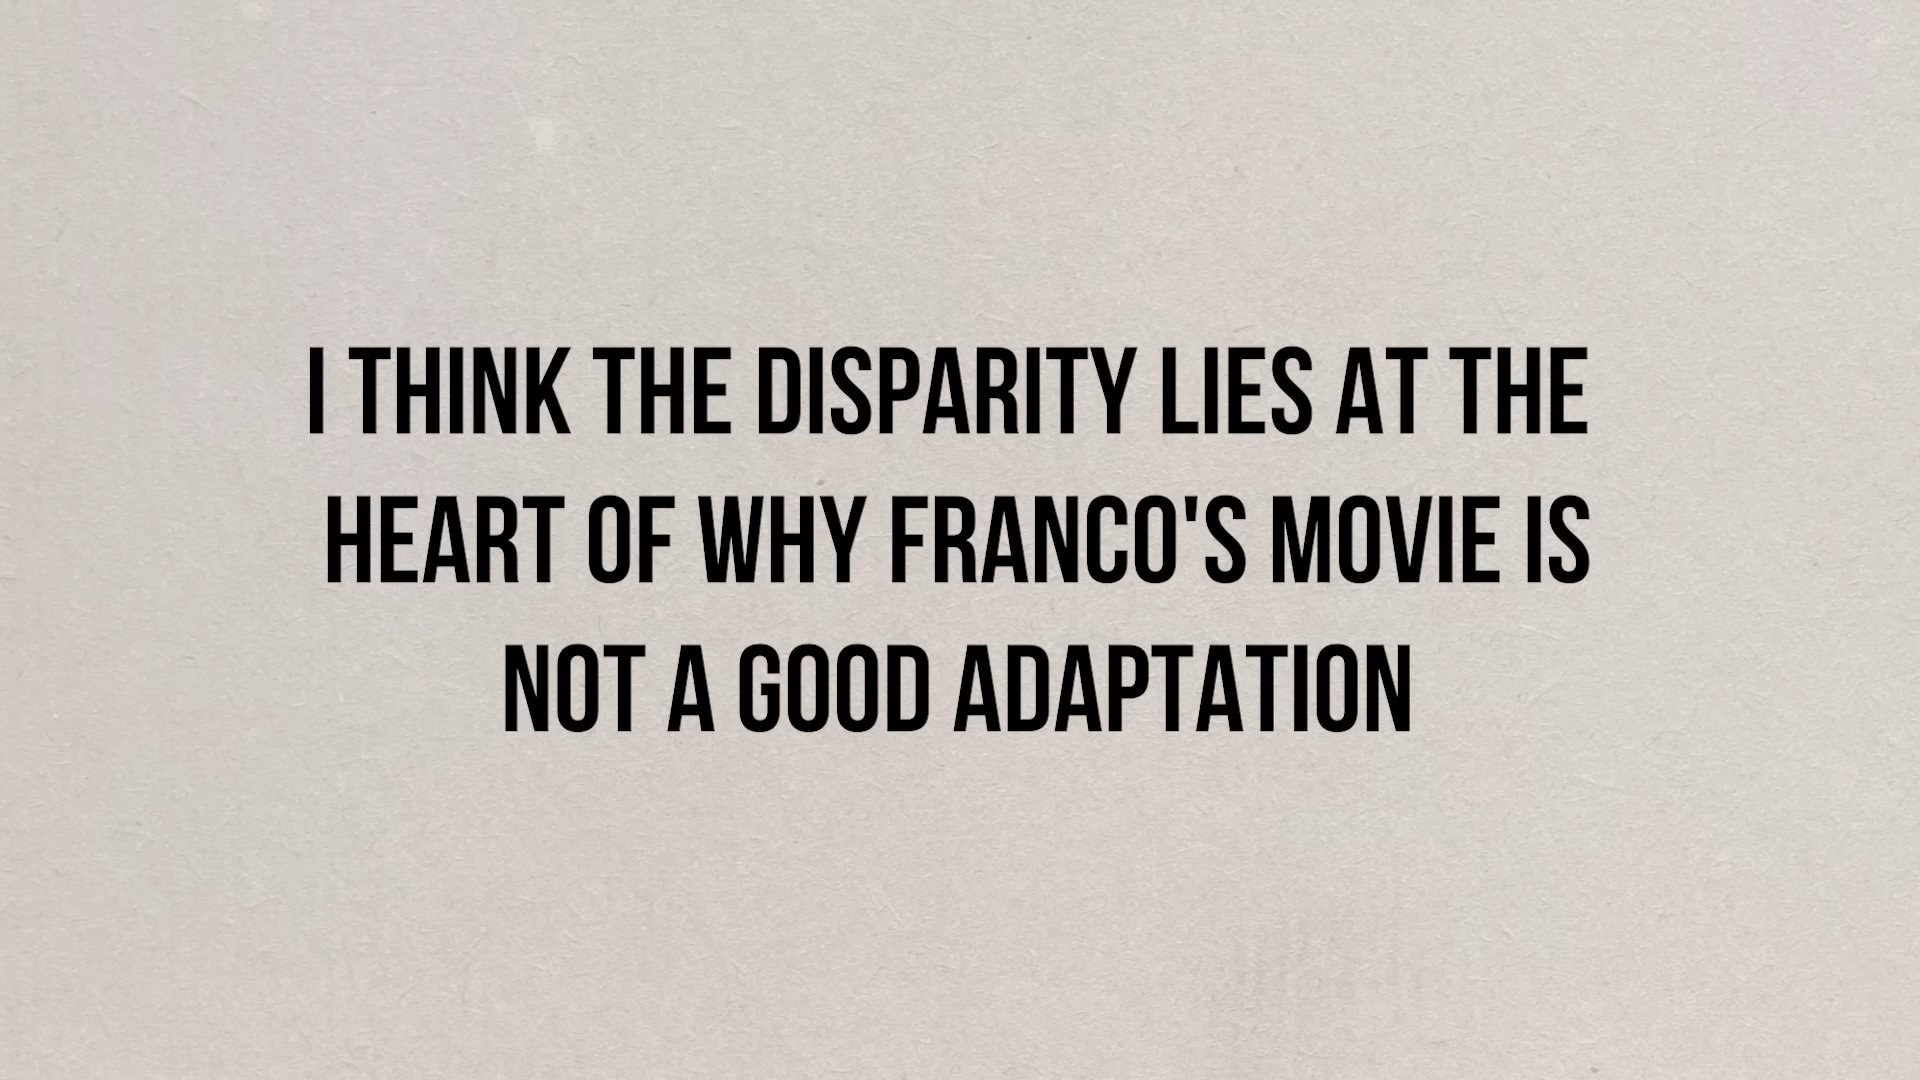 I THINK THE DISPARITY LIES AT THE
HEART OF WHY FRANCO'S MOVIE IS
NOT A GOOD ADAPTATION